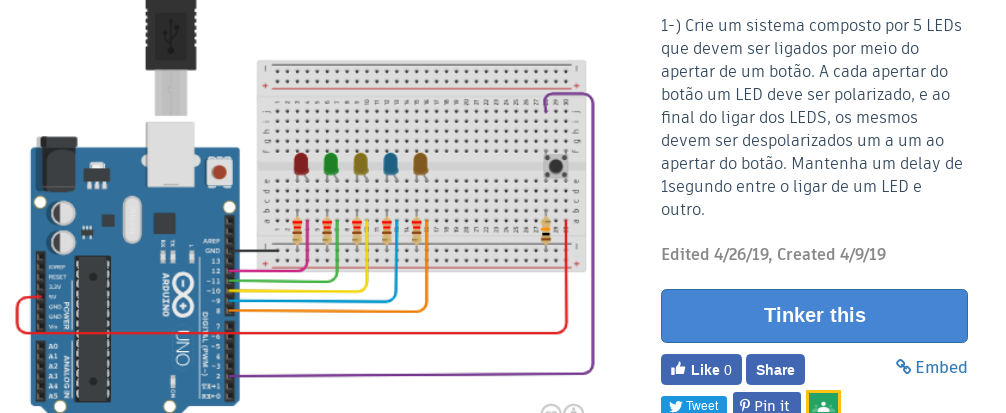 1-) Crie um sistema composto por 5 LEDs
que devem ser ligados por meio do
apertar de um botão. A cada apertar do
botão um LED deve ser polarizado, e ao
final do ligar dos LEDS, os mesmos
devem ser despolarizados um a um ao
apertar do botão. Mantenha um delay de
1segundo entre o ligar de um LED e
outro.
Edited 4/26/19, Created 4/9/19
Tinker this
Like 0
Share
Embed
Tweet
Pin it
AREF
GND
13
12
~11
~10
~9
8
7
~6
~5
4
~3
2
TX→1
RX←0
DIGITAL (PWM~)
ARDUINO
UNO
TX
RX
L
ON
IOREF
RESET
3.3V
5V
GND
GND
Vin
POWER
A0
A1
A2
A3
A4
A5
ANALOG IN